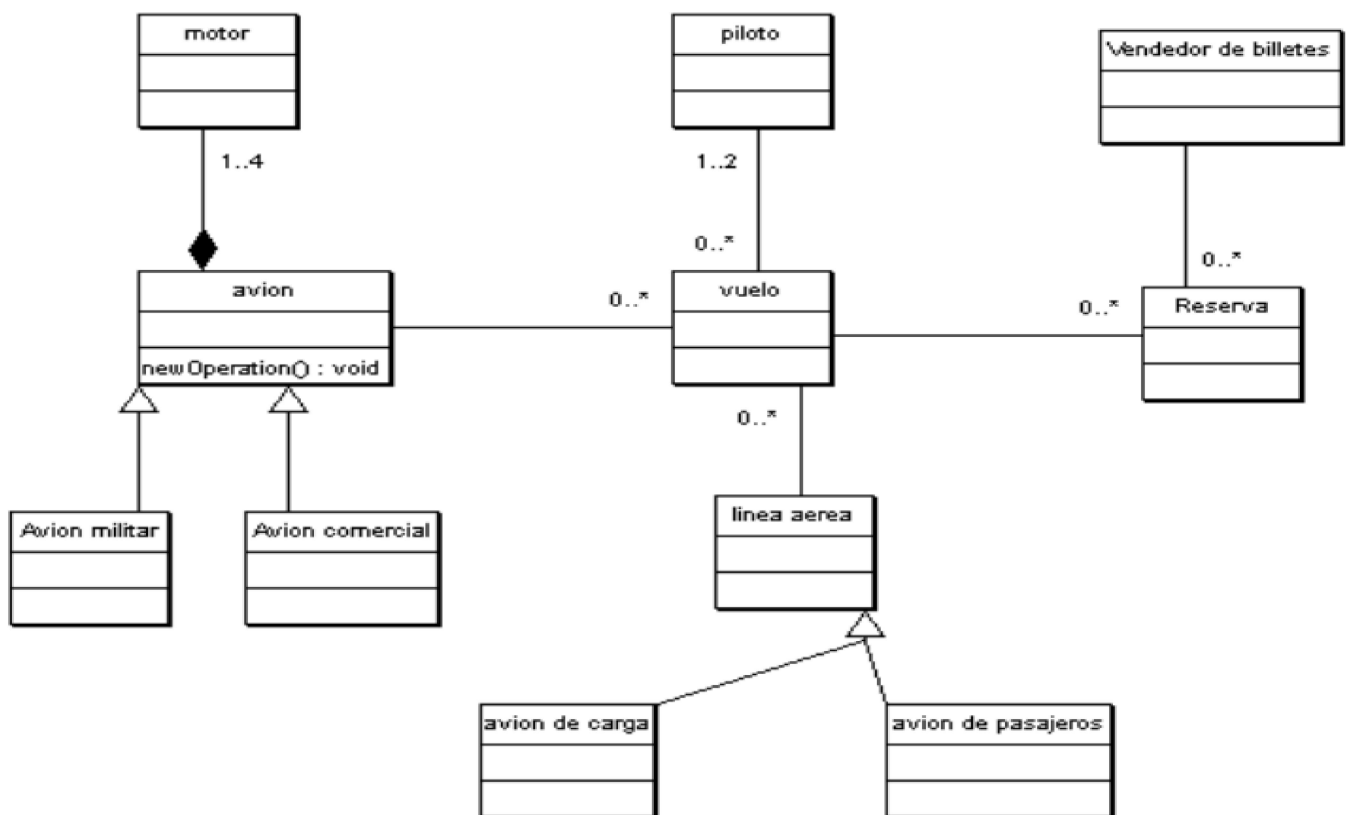 motor
piloto
Vendedor de billetes
1..4
1..2
0..*
0..*
avion
0..*
vuelo
0..*
Reserva
newOperation() : void
0..*
Avion militar
Avion comercial
linea aerea
avion de carga
avion de pasajeros